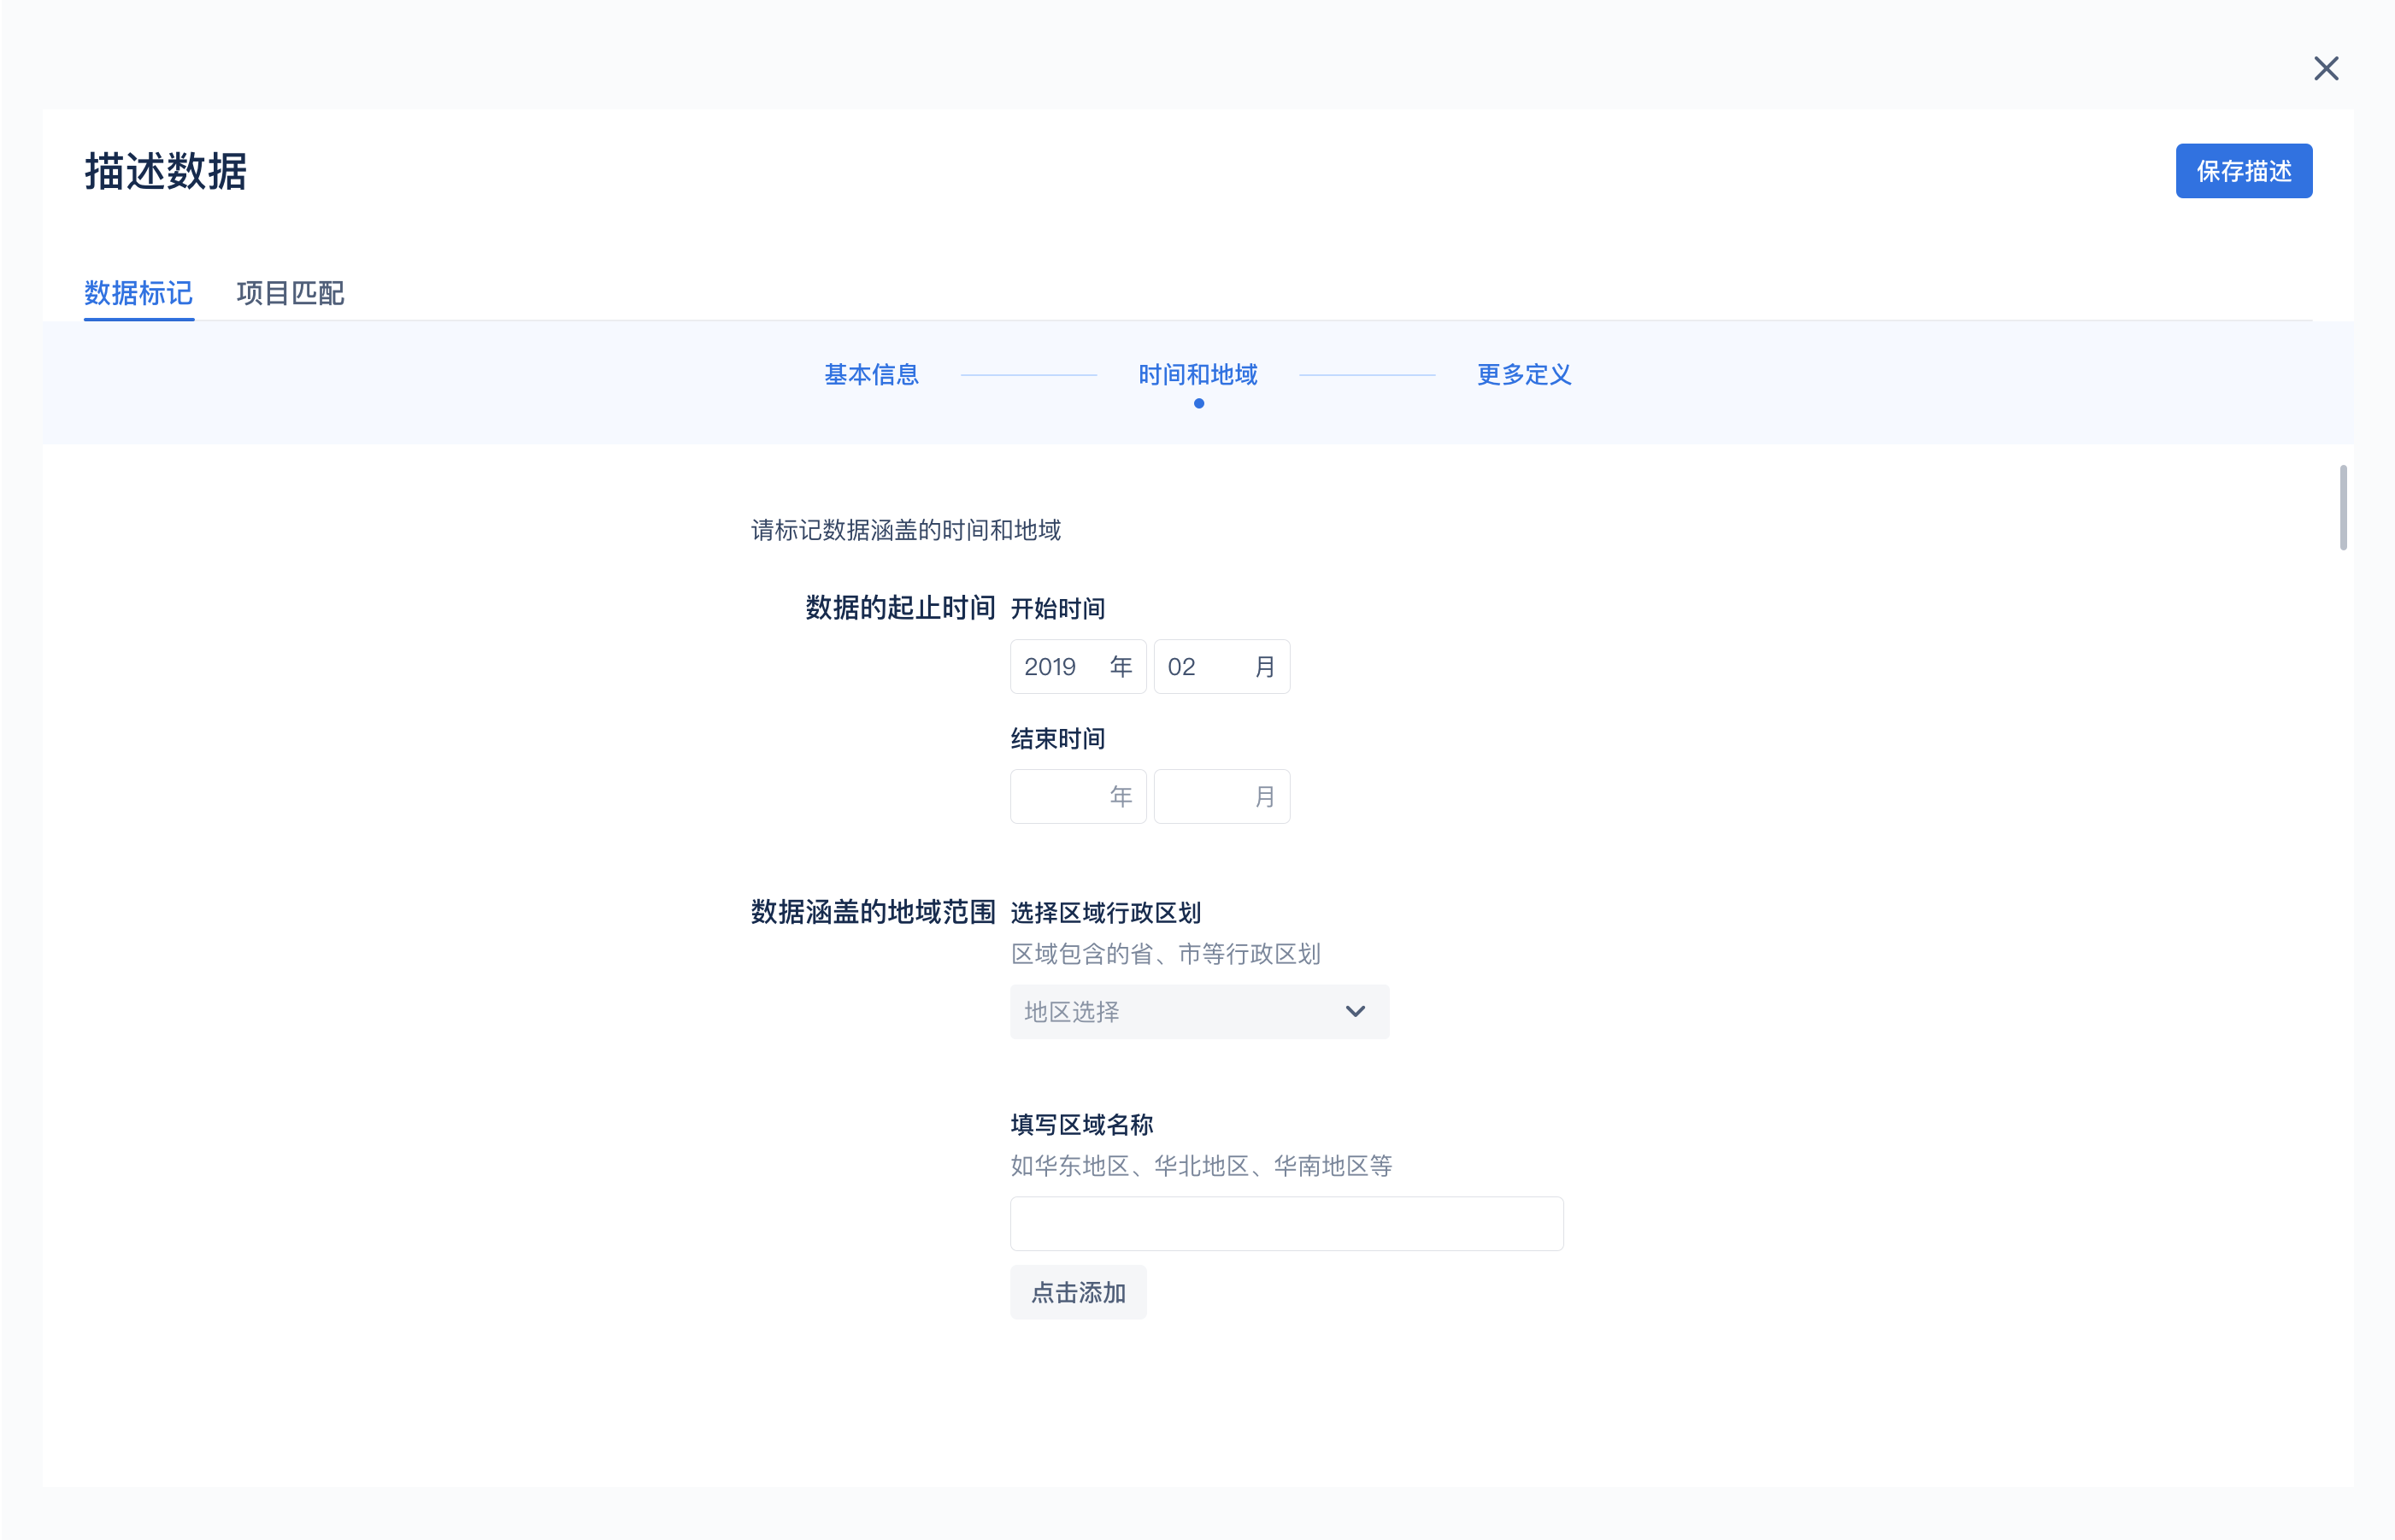 描述数据
保存描述
数据标记 项目匹配
基本信息 时间和地域 更多定义
请标记数据涵盖的时间和地域
数据的起止时间 开始时间
2019 年 02 月
结束时间
年 月
数据涵盖的地域范围 选择区域行政区划
区域包含的省、市等行政区划
地区选择
填写区域名称
如华东地区、华北地区、华南地区等
点击添加